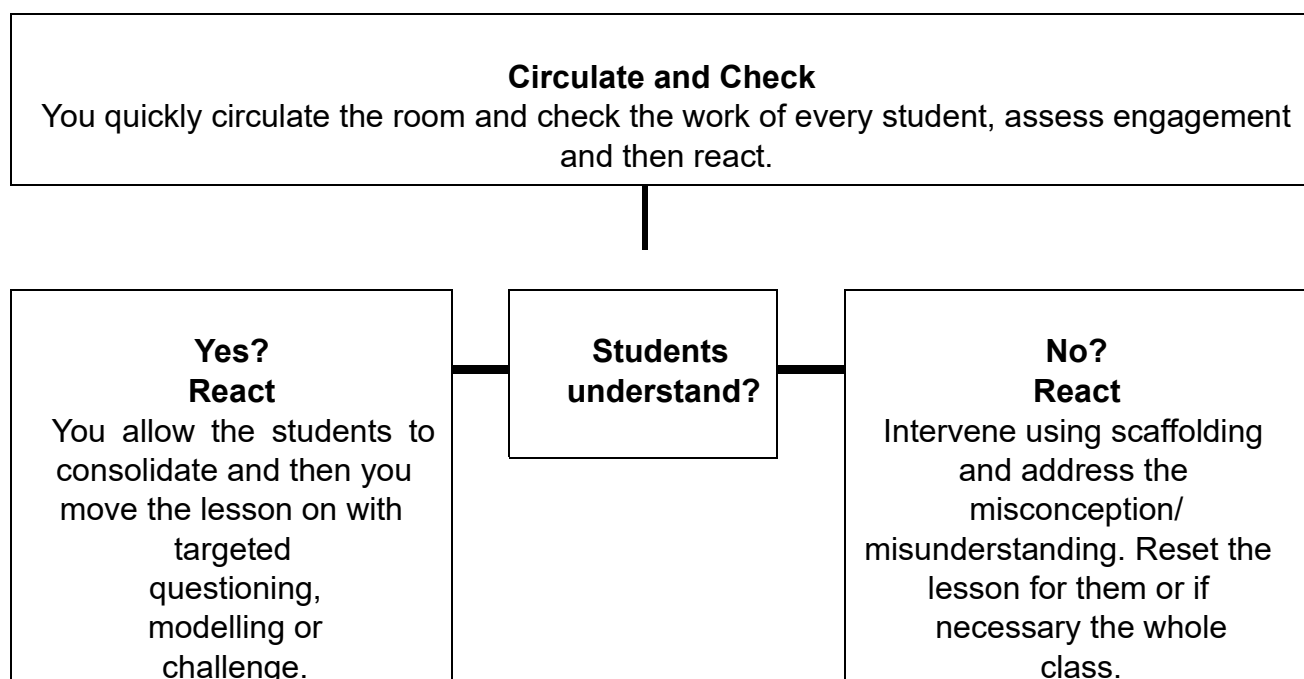 Circulate and Check
You quickly circulate the room and check the work of every student, assess engagement
and then react.
Yes?
React
You allow the students to
consolidate and then you
move the lesson on with
targeted
questioning,
modelling or
challenge.
Students
understand?
No?
React
Intervene using scaffolding
and address the
misconception/
misunderstanding. Reset the
lesson for them or if
necessary the whole
class.